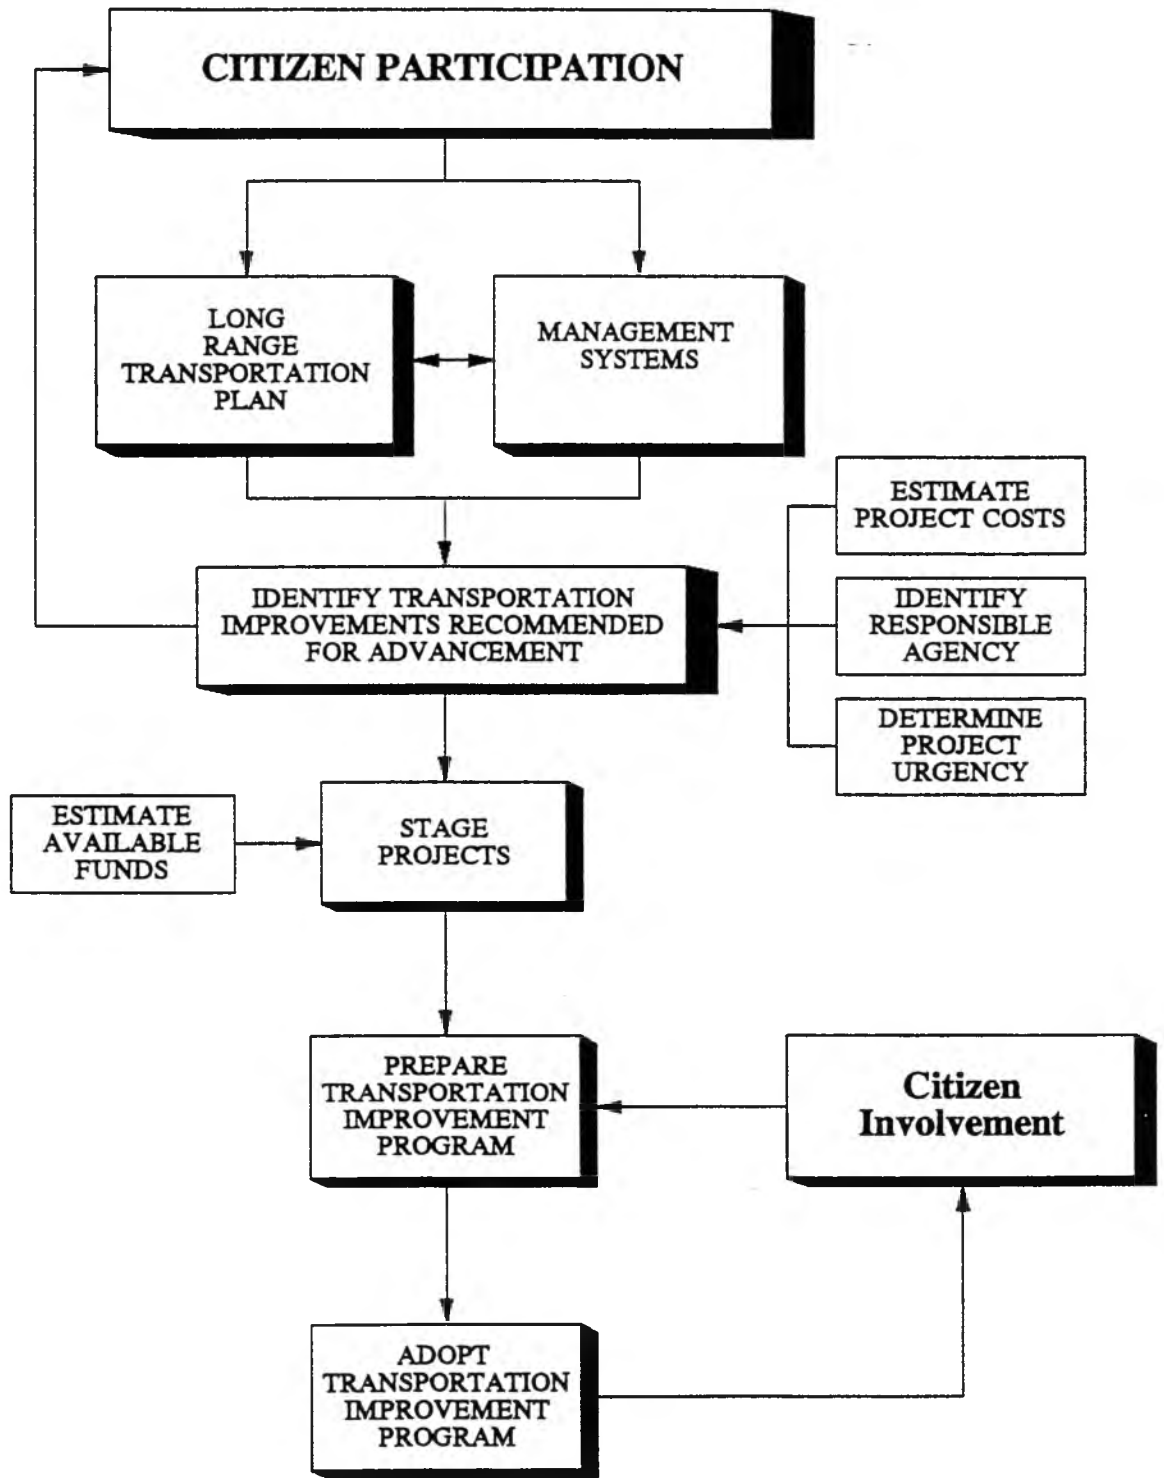 CITIZEN PARTICIPATION
LONG
RANGE
TRANSPORTATION
PLAN
MANAGEMENT
SYSTEMS
ESTIMATE
PROJECT COSTS
IDENTIFY TRANSPORTATION
IMPROVEMENTS RECOMMENDED
FOR ADVANCEMENT
IDENTIFY
RESPONSIBLE
AGENCY
DETERMINE
PROJECT
URGENCY
ESTIMATE
AVAILABLE
FUNDS
STAGE
PROJECTS
PREPARE
TRANSPORTATION
IMPROVEMENT
PROGRAM
Citizen
Involvement
ADOPT
TRANSPORTATION
IMPROVEMENT
PROGRAM